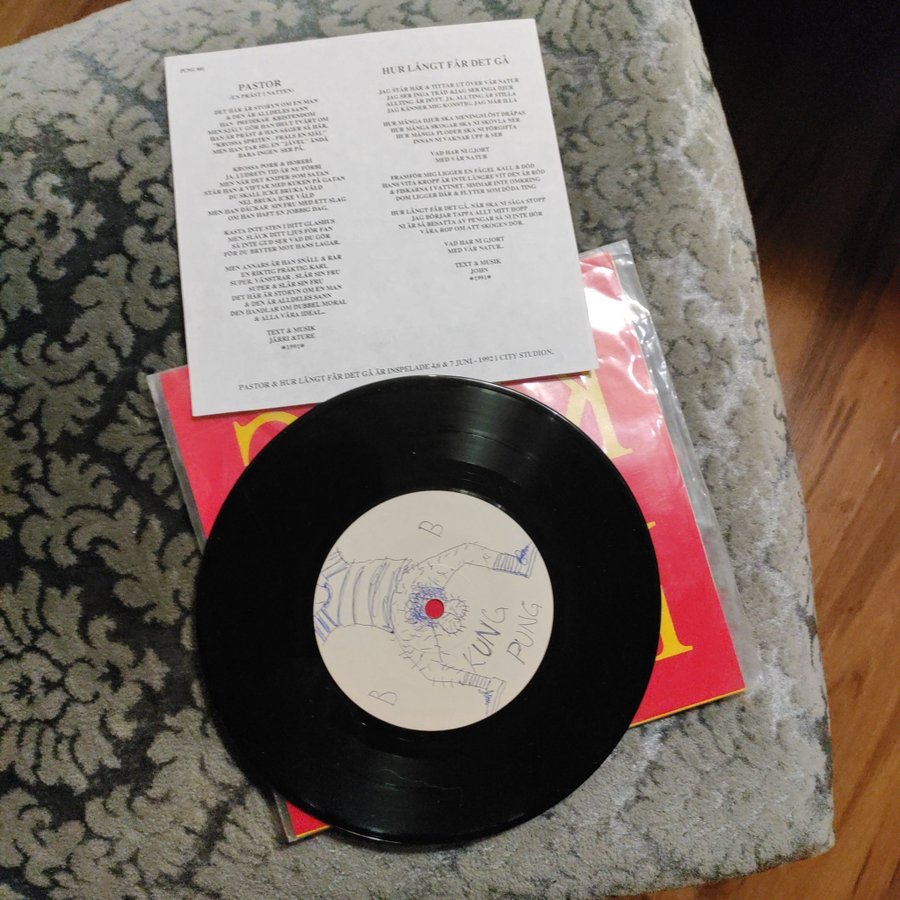 PUNG 001
PASTOR
-EN PRÄST I NATTEN-
DET HÄR ÄR STORYN OM EN MAN
& DEN ÄR ALLDELES SANN
HAN PREDIKAR KRISTENDOM
MEN SJÄLV GÖR HAN HELT TVÄRT OM
HAN ÄR PRÄST & HAN SÄGER SÅ HÄR,
"KROSSA SPRITEN - FRÄLS EN SJÄL"
MEN HAN TAR SIG EN "JÄVEL" ÄNDÅ
BARA INGEN SER PÅ.
KROSSA PORR & HORERI
JA, LUDRETS TID ÄR NU FÖRBI
MEN NÄR DET KNIPER SOM SATAN
STÅR HAN & VIFTAR MED KUKEN PÅ GATAN
DU SKALL ICKE BRUKA VÅLD
NEJ, BRUKA ICKE VÅLD
MEN HAN DÄCKAR SIN FRU MED ETT SLAG
OM HAN HAFT EN JOBBIG DAG.
KASTA INTE STEN I DITT GLASHUS
MEN, SLÄCK DITT LJUS FÖR FAN
SÅ INTE GUD SER VAD DU GÖR
FÖR DU BRYTER MOT HANS LAGAR.
MEN ANNARS ÄR HAN SNÄLL & RAR
EN RIKTIG PRÄKTIG KARL
SUPER, VÄNSTRAR , SLÅR SIN FRU
SUPER & SLÅR SIN FRU
DET HÄR ÄR STORYN OM EN MAN
& DEN ÄR ALLDELES SANN
DEN HANDLAR OM DUBBEL MORAL
& ALLA VÅRA IDEAL...
TEXT & MUSIK
JÄRRI &TURE
*1991*
HUR LÅNGT FÅR DET GÅ
JAG STÅR HÄR & TITTAR UT ÖVER VÅR NATUR
JAG SER INGA TRÄD &JAG SER INGA DJUR
ALLTING ÄR DÖTT, JA, ALLTING ÄR STILLA
JAG KÄNNER MIG KONSTIG, JAG MÅR ILLA
HUR MÅNGA DJUR SKA MENINGSLÖST DRÄPAS
HUR MÅNGA SKOGAR SKA NI SKÖVLA NER
HUR MÅNGA FLODER SKA NI FÖRGIFTA
INNAN NI VAKNAR UPP & SER
VAD HAR NI GJORT
MED VÅR NATUR
FRAMFÖR MIG LIGGER EN FÅGEL KALL & DÖD
HANS VITA KROPP ÄR INTE LÄNGRE VIT DEN ÄR RÖD
& FISKARNA I VATTNET, SIMMAR INTE OMKRING
DOM LIGGER DÄR & FLYTER SOM DÖDA TING
HUR LÅNGT FÅR DET GÅ, NÄR SKA NI SÄGA STOPP
JAG BÖRJAR TAPPA ALLT MITT HOPP
NI ÄR SÅ BESATTA AV PENGAR SÅ NI INTE HÖR
VÅRA ROP OM ATT SKOGEN DÖR.
VAD HAR NI GJORT
MED VÅR NATUR..
TEXT & MUSIK
JOHN
*1991*
PASTOR & HUR LÅNGT FÅR DET GÅ ÄR INSPELADE 4,6 & 7 JUNI - 1992 I CITY STUDION.
B
KUNG
PUNG
B